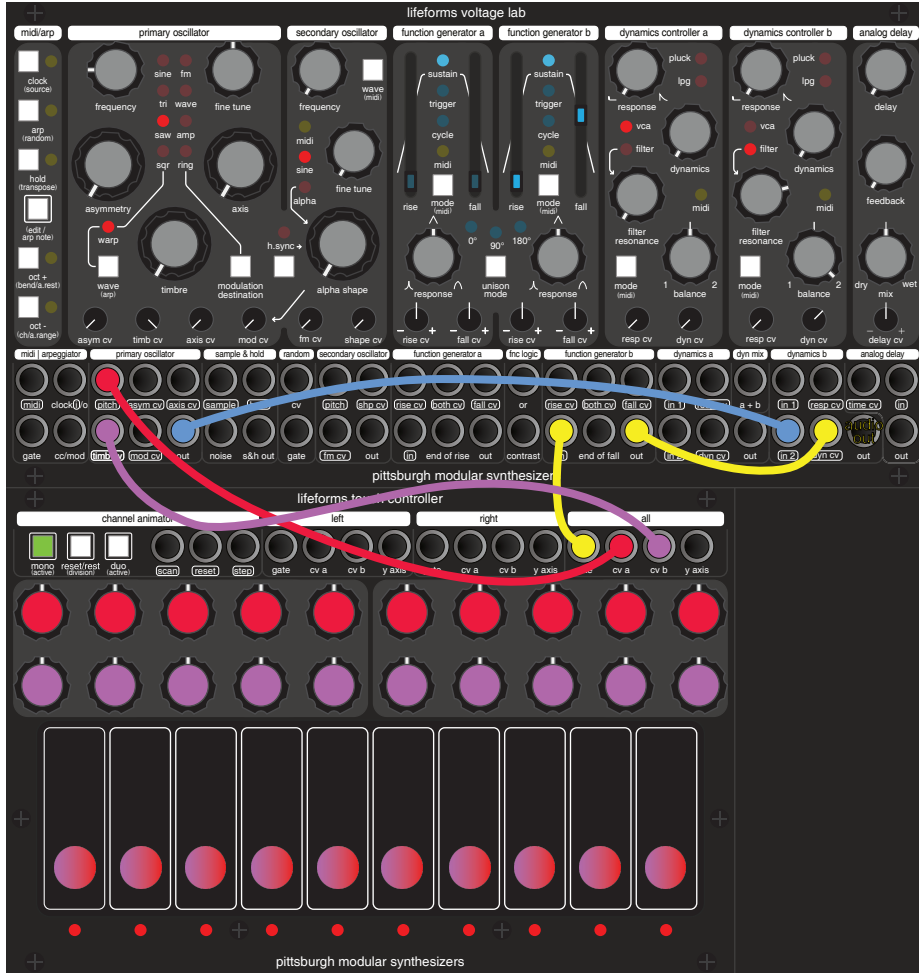 lifeforms voltage lab
midi/arp primary oscillator secondary oscillator function generator a function generator b dynamics controller a dynamics controller b analog delay
clock
(source)
arp
(random)
hold
(transpose)
(edit /
arp note)
oct +
(bend/a.rest)
oct -
(ch/a.range)
frequency
sine fm
tri wave
saw amp
sqr ring
fine tune
asymmetry
axis
warp
wave
(arp)
timbre
modulation
destination
asym cv timb cv axis cv mod cv
frequency
wave
(midi)
midi
sine
alpha
fine tune
h.sync
alpha shape
fm cv shape cv
sustain
trigger
cycle
midi
rise
mode
(midi)
fall
0°
response
rise cv fall cv
90°
unison
mode
sustain
trigger
cycle
midi
rise
mode
(midi)
fall
180°
response
rise cv fall cv
pluck
lpg
response
vca
filter
dynamics
midi
filter
resonance
mode
(midi)
1 2
balance
resp cv dyn cv
pluck
lpg
response
vca
filter
dynamics
midi
filter
resonance
mode
(midi)
1 2
balance
resp cv dyn cv
delay
feedback
dry wet
mix
delay cv
midi | arpeggiator primary oscillator sample & hold random secondary oscillator function generator a fnc logic function generator b dynamics a dyn mix dynamics b analog delay
midi clock i/o pitch asym cv axis cv sample cv pitch shp cv rise cv both cv fall cv or rise cv both cv fall cv in 1 a + b in 1 resp cv time cv in
gate cc/mod timb cv mod cv out noise s&h out gate fm cv out in end of rise out contrast in end of fall out in 2 dyn cv out in 2 dyn cv out out
audio
out
pittsburgh modular synthesizers
lifeforms touch controller
channel animator left right all
mono
(active)
reset/rest
(division)
duo
(active)
scan reset step gate cv a cv b y axis cv a cv b y axis cv a cv b y axis
pittsburgh modular synthesizers